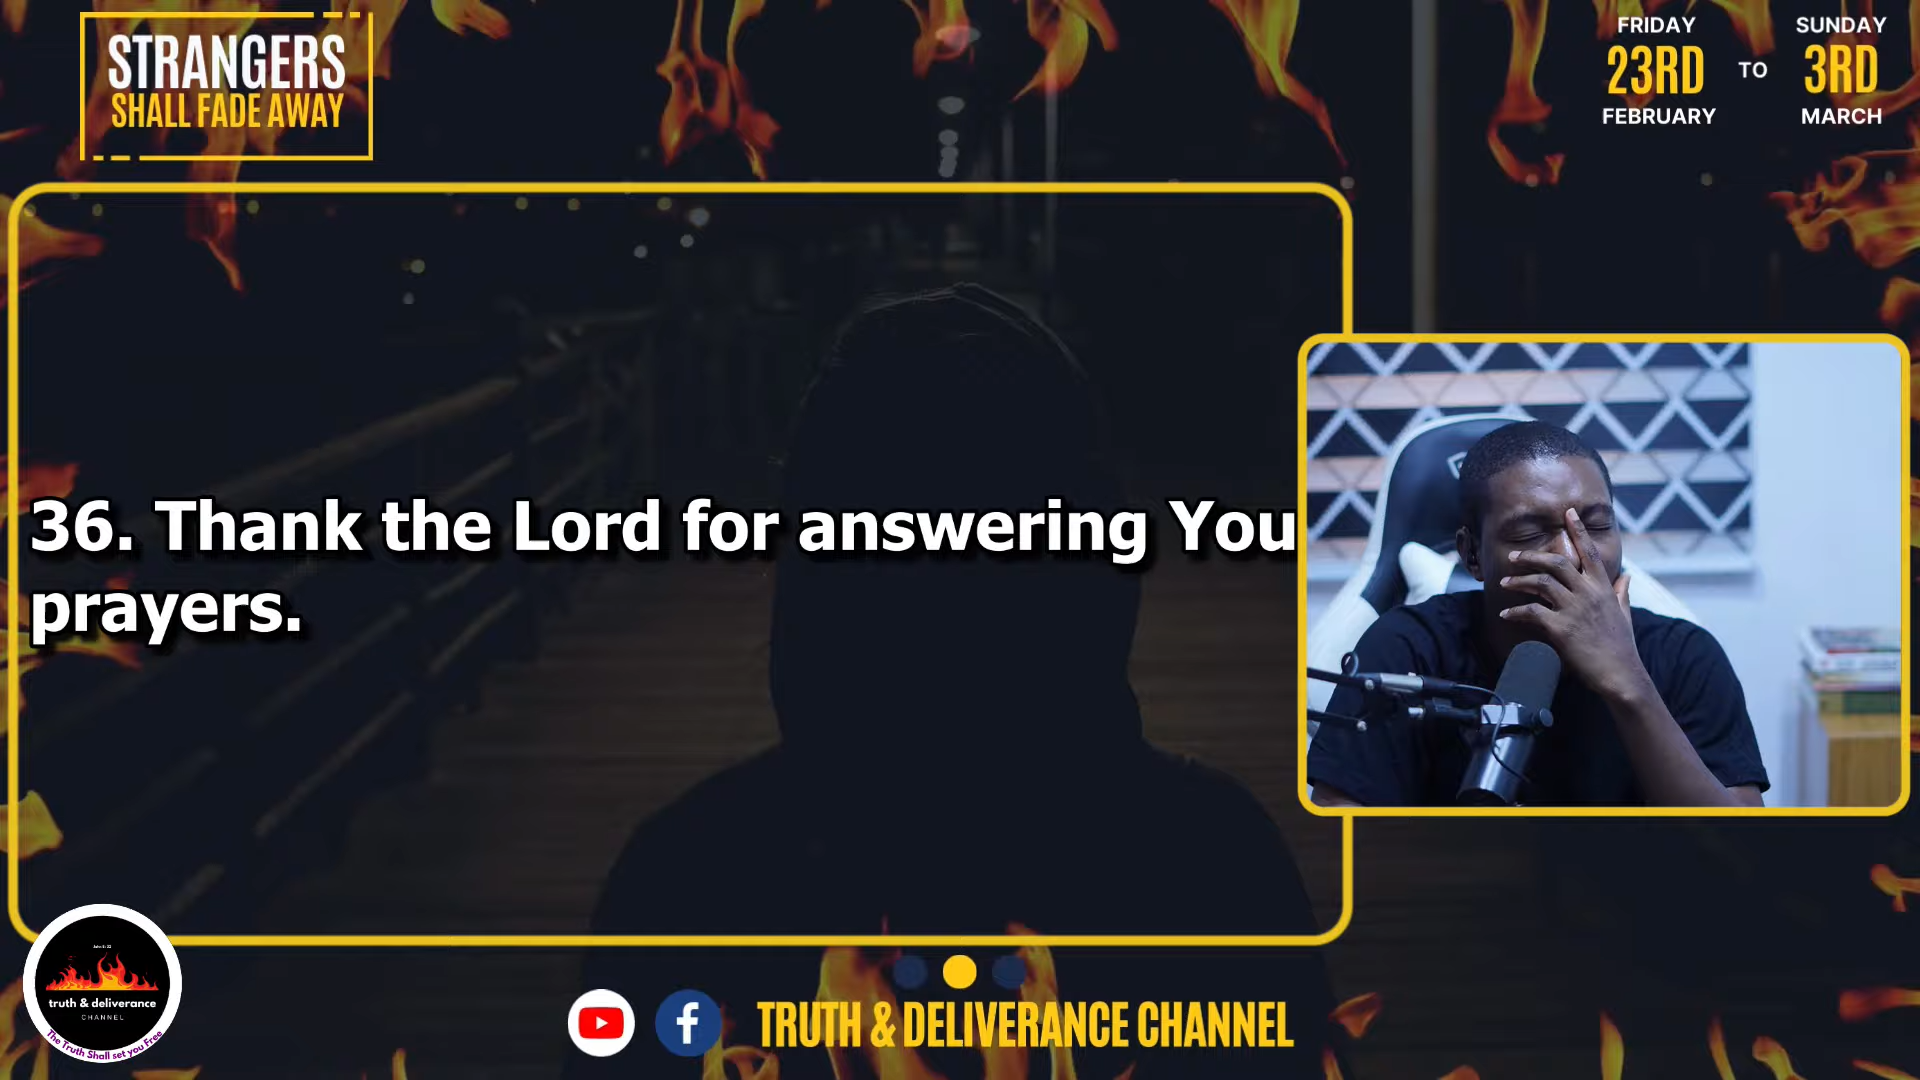 STRANGERS
SHALL FADE AWAY
FRIDAY
23RD
FEBRUARY
TO
SUNDAY
3RD
MARCH
36. Thank the Lord for answering You
prayers.
truth & deliverance
CHANNEL
The Truth Shall set you Free
TRUTH & DELIVERANCE CHANNEL